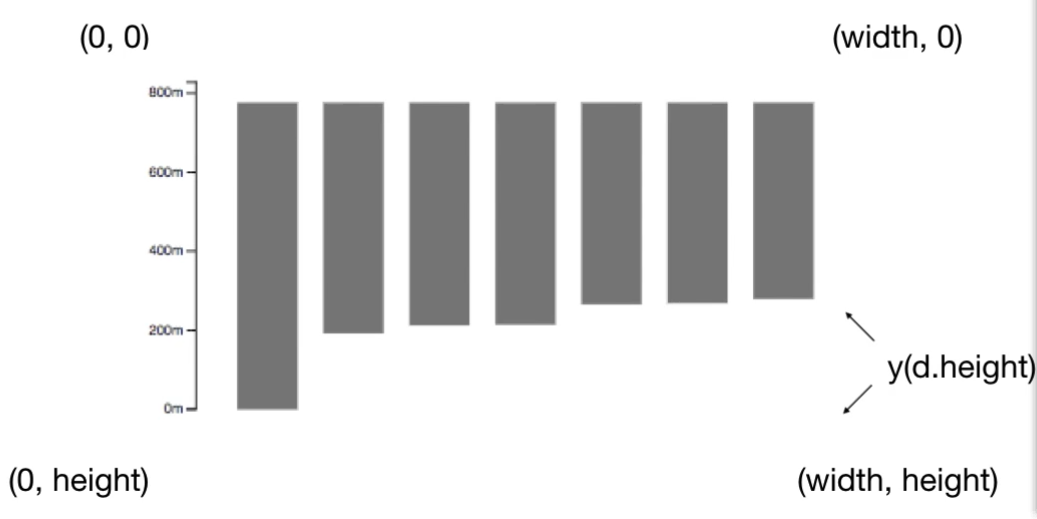 (0, 0)
(width, 0)
800m
600m
400m
200m
0m
y(d.height)
(0, height)
(width, height)